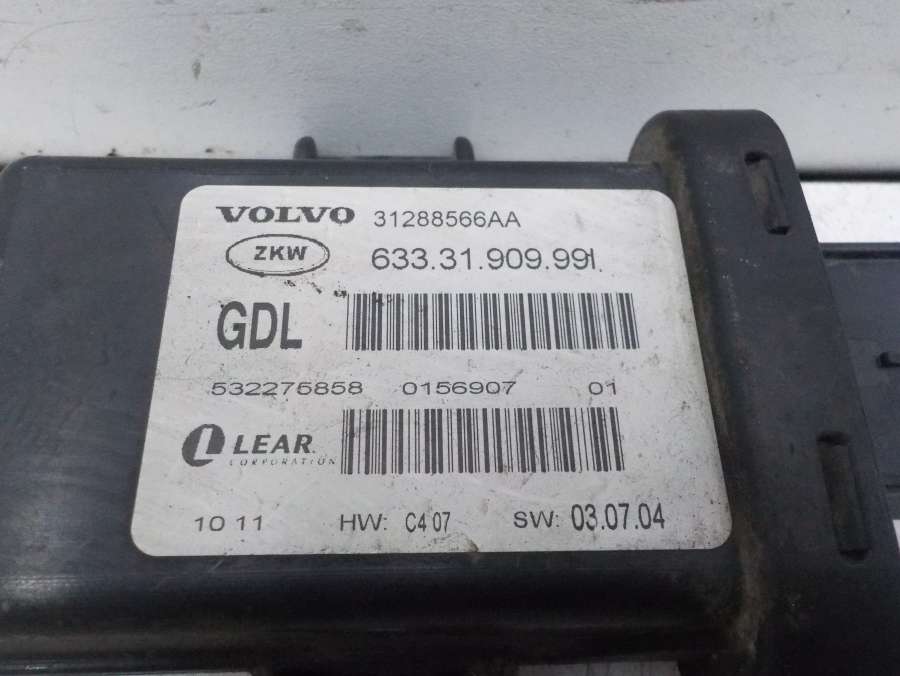 VOLVO 31288566AA
ZKW 633.31.909.99I.
GDL
532276858 0156907 01
L LEAR.
CORPORATION
10 11 HW: C4 07 SW: 03.07.04